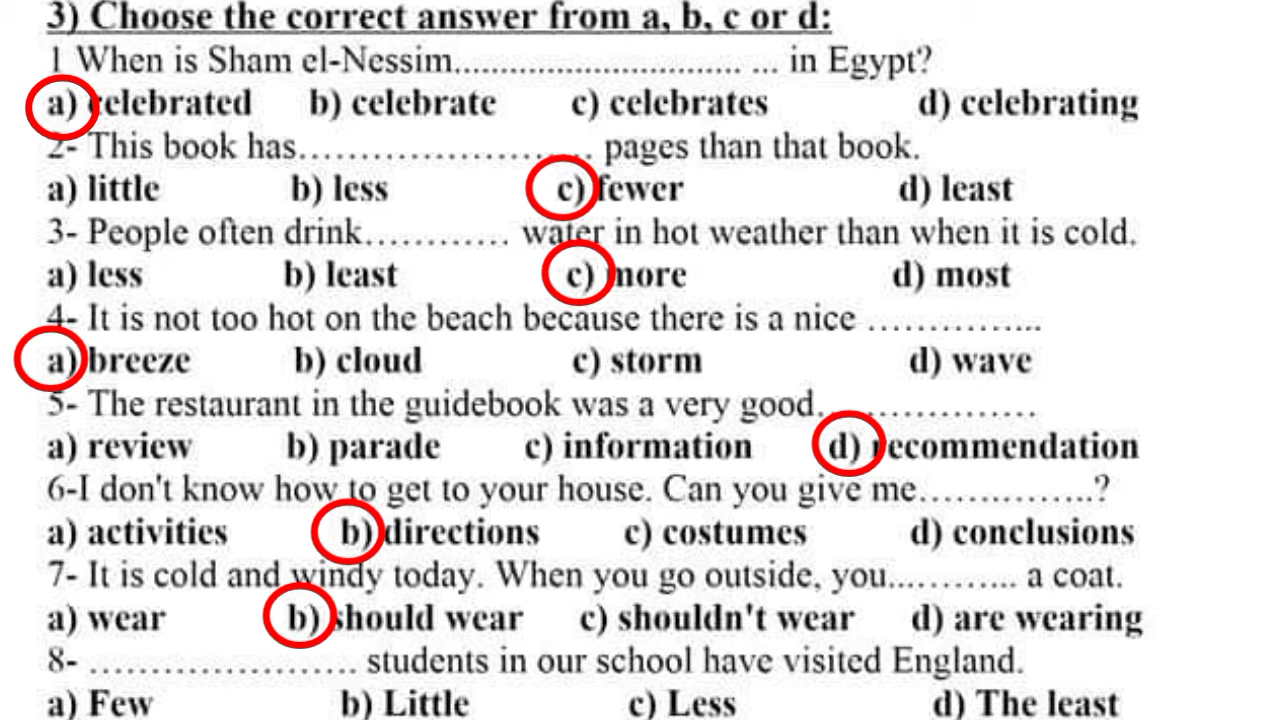 3) Choose the correct answer from a, b, c or d:
1 When is Sham el-Nessim................................ ... in Egypt?
a) celebrated b) celebrate c) celebrates d) celebrating
2- This book has........................ pages than that book.
a) little b) less c) fewer d) least
3- People often drink............ water in hot weather than when it is cold.
a) less b) least c) more d) most
4- It is not too hot on the beach because there is a nice ...............
a) breeze b) cloud c) storm d) wave
5- The restaurant in the guidebook was a very good..................
a) review b) parade c) information d) recommendation
6-I don't know how to get to your house. Can you give me...............?
a) activities b) directions c) costumes d) conclusions
7- It is cold and windy today. When you go outside, you............ a coat.
a) wear b) should wear c) shouldn't wear d) are wearing
8- ...................... students in our school have visited England.
a) Few b) Little c) Less d) The least